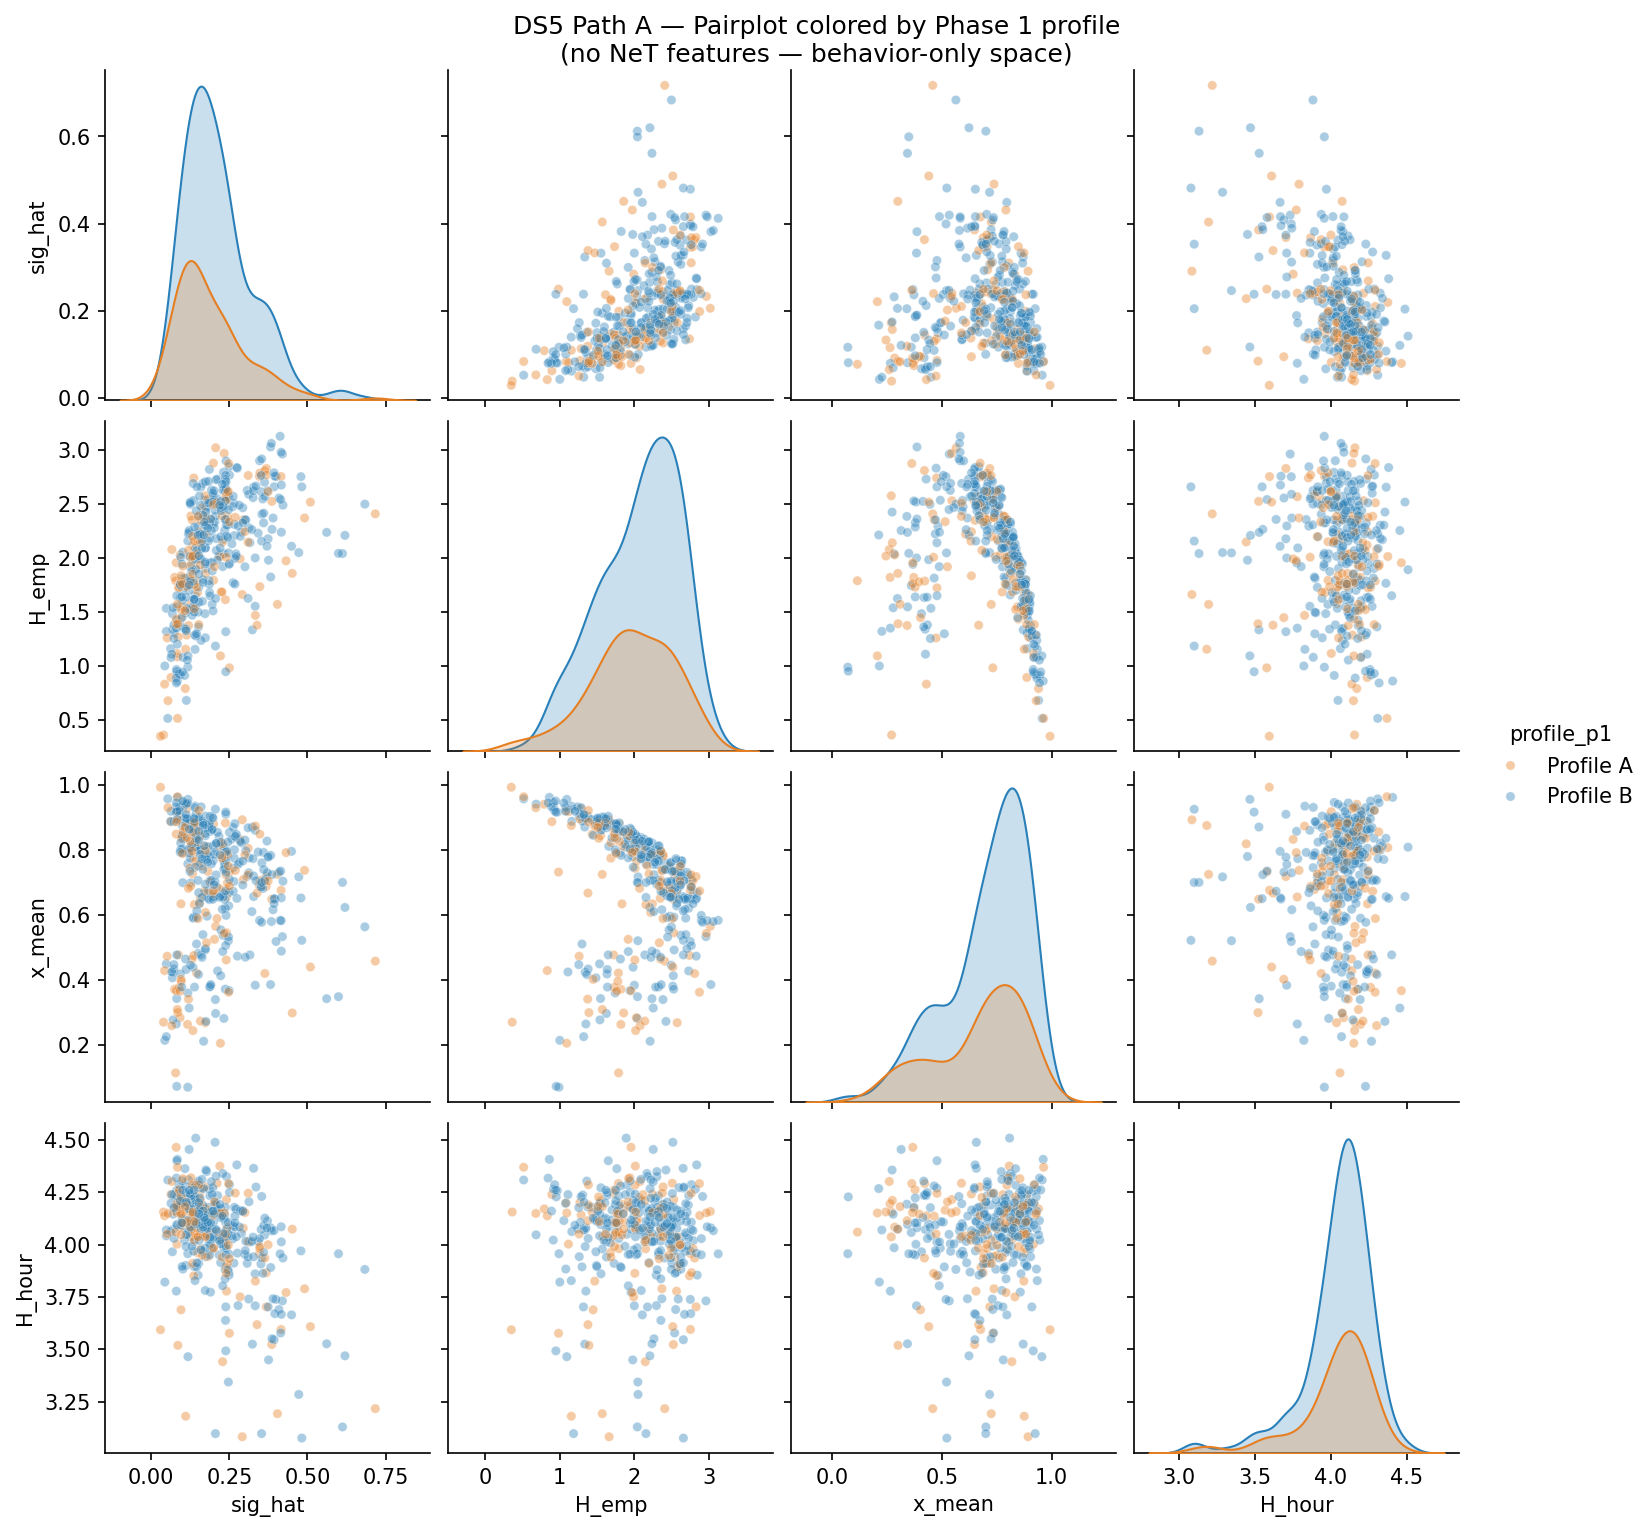 DS5 Path A — Pairplot colored by Phase 1 profile
(no NeT features — behavior-only space)
sig_hat
0.6
0.4
0.2
0.0
H_emp
3.0
2.5
2.0
1.5
1.0
0.5
profile_p1
Profile A
Profile B
x_mean
1.0
0.8
0.6
0.4
0.2
H_hour
4.50
4.25
4.00
3.75
3.50
3.25
0.00 0.25 0.50 0.75
0 1 2 3
0.0 0.5 1.0
3.0 3.5 4.0 4.5
sig_hat H_emp x_mean H_hour